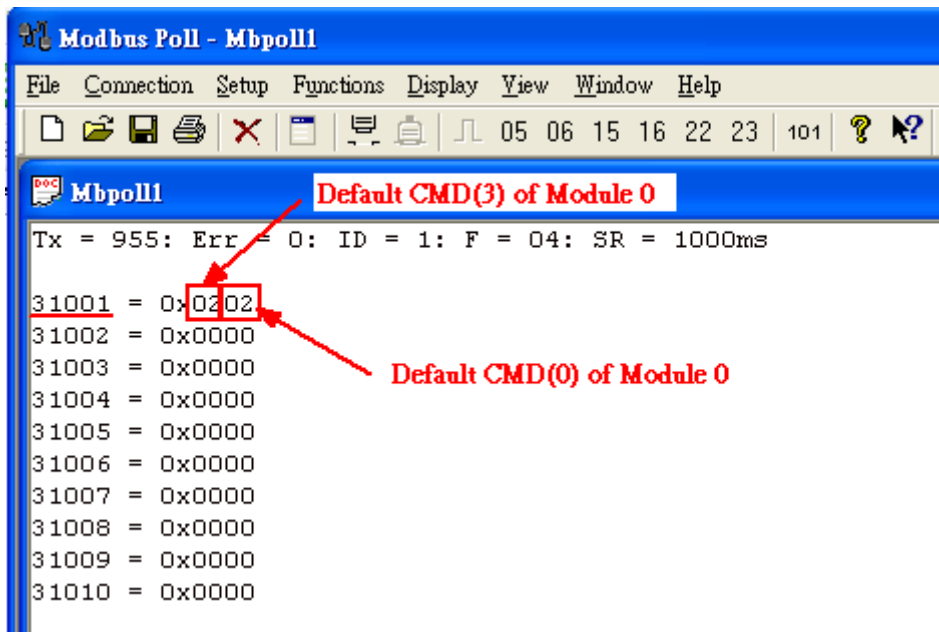 Modbus Poll - Mbpoll1
File Connection Setup Functions Display View Window Help
05 06 15 16 22 23 101
Mbpoll1
Default CMD(3) of Module 0
Tx = 955: Err = 0: ID = 1: F = 04: SR = 1000ms
31001 = 0x0202
31002 = 0x0000
31003 = 0x0000
Default CMD(0) of Module 0
31004 = 0x0000
31005 = 0x0000
31006 = 0x0000
31007 = 0x0000
31008 = 0x0000
31009 = 0x0000
31010 = 0x0000